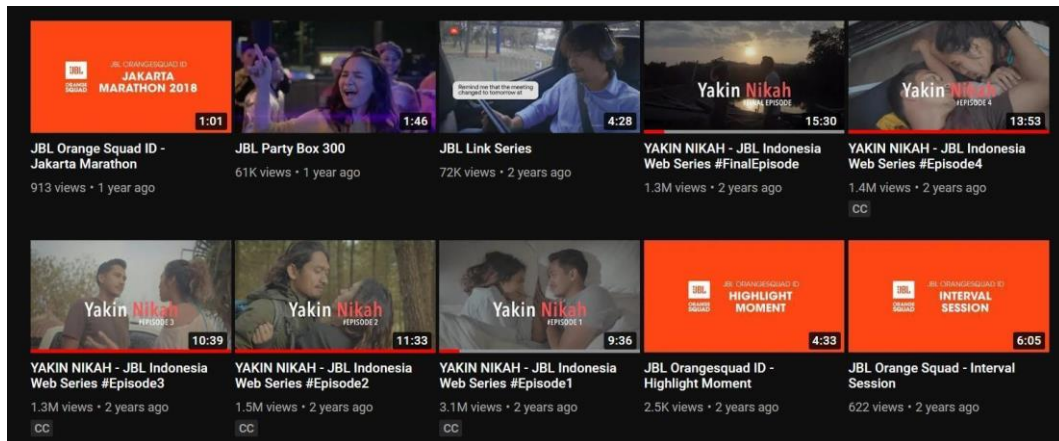 JBL
ORANGE
SQUAD
JBL ORANGESQUAD ID
JAKARTA
MARATHON 2018
1:01
JBL Orange Squad ID -
Jakarta Marathon
913 views • 1 year ago
1:46
JBL Party Box 300
61K views • 1 year ago
Remind me that the meeting
changed to tomorrow at
4:28
JBL Link Series
72K views • 2 years ago
Yakin Nikah
#FINAL EPISODE
15:30
YAKIN NIKAH - JBL Indonesia
Web Series #FinalEpisode
1.3M views • 2 years ago
Yakin Nikah
#EPISODE 4
13:53
YAKIN NIKAH - JBL Indonesia
Web Series #Episode4
1.4M views • 2 years ago
CC
Yakin Nikah
#EPISODE 3
10:39
YAKIN NIKAH - JBL Indonesia
Web Series #Episode3
1.3M views • 2 years ago
CC
Yakin Nikah
#EPISODE 2
11:33
YAKIN NIKAH - JBL Indonesia
Web Series #Episode2
1.5M views • 2 years ago
CC
Yakin Nikah
#EPISODE 1
9:36
YAKIN NIKAH - JBL Indonesia
Web Series #Episode1
3.1M views • 2 years ago
CC
JBL
ORANGE
SQUAD
JBL ORANGESQUAD ID
HIGHLIGHT
MOMENT
4:33
JBL Orangesquad ID -
Highlight Moment
2.5K views • 2 years ago
JBL
ORANGE
SQUAD
JBL ORANGESQUAD ID
INTERVAL
SESSION
6:05
JBL Orange Squad - Interval
Session
622 views • 2 years ago